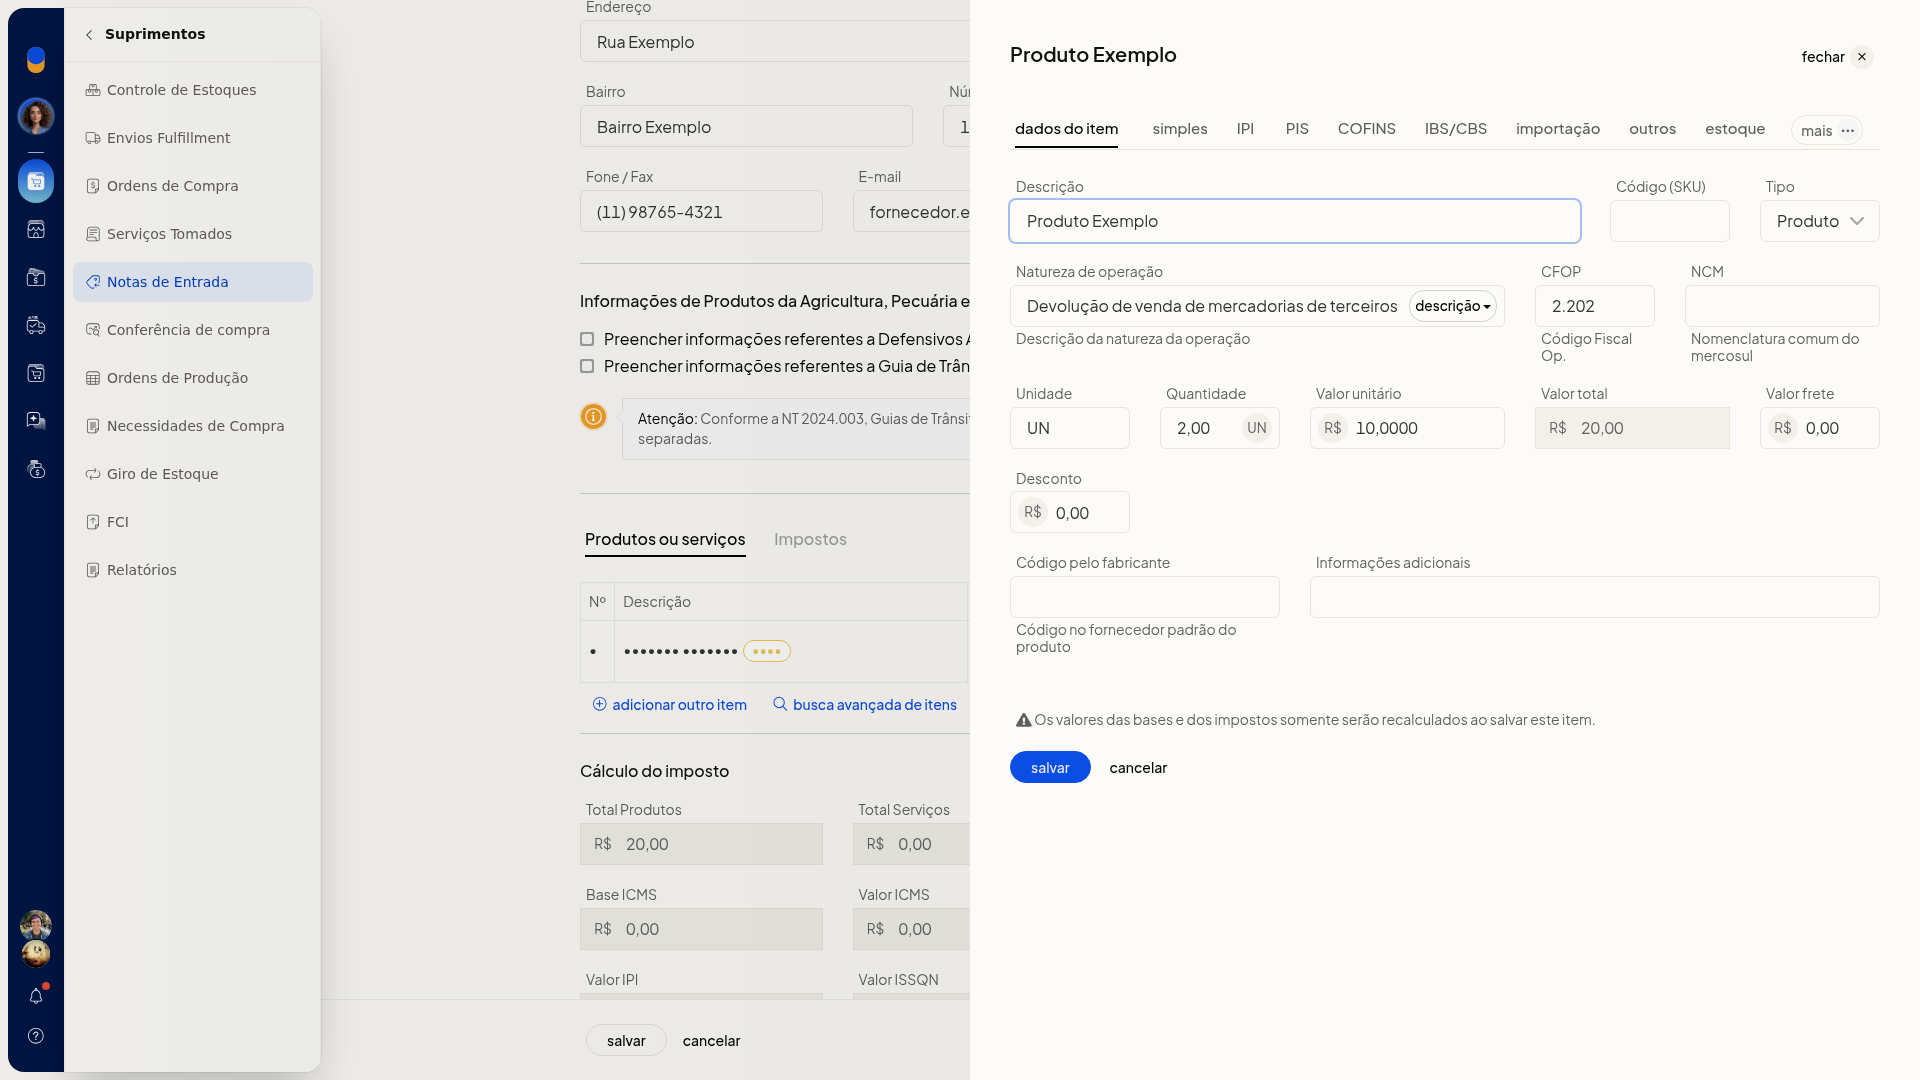 Suprimentos
Controle de Estoques
Envios Fulfillment
Ordens de Compra
Serviços Tomados
Notas de Entrada
Conferência de compra
Ordens de Produção
Necessidades de Compra
Giro de Estoque
FCI
Relatórios
Endereço
Rua Exemplo
Bairro
Bairro Exemplo
1
Fone / Fax
E-mail
(11) 98765-4321
fornecedor.e
Informações de Produtos da Agricultura, Pecuária e
Preencher informações referentes a Defensivos
Preencher informações referentes a Guia de Trân
Atenção: Conforme a NT 2024.003, Guias de Trânsi
separadas.
Produtos ou serviços
Impostos
Nº
Descrição
••••••• •••••••
••••
adicionar outro item
busca avançada de itens
Cálculo do imposto
Total Produtos
Total Serviços
R$ 20,00
R$ 0,00
Base ICMS
Valor ICMS
R$ 0,00
R$ 0,00
Valor IPI
Valor ISSQN
salvar
cancelar
Produto Exemplo
fechar
dados do item
simples
IPI
PIS
COFINS
IBS/CBS
importação
outros
estoque
mais
Descrição
Código (SKU)
Tipo
Produto Exemplo
Produto
Natureza de operação
CFOP
NCM
Devolução de venda de mercadorias de terceiros
descrição
2.202
Descrição da natureza da operação
Código Fiscal
Op.
Nomenclatura comum do
mercosul
Unidade
Quantidade
Valor unitário
Valor total
Valor frete
UN
2,00 UN
R$ 10,0000
R$ 20,00
R$ 0,00
Desconto
R$ 0,00
Código pelo fabricante
Informações adicionais
Código no fornecedor padrão do
produto
Os valores das bases e dos impostos somente serão recalculados ao salvar este item.
salvar
cancelar